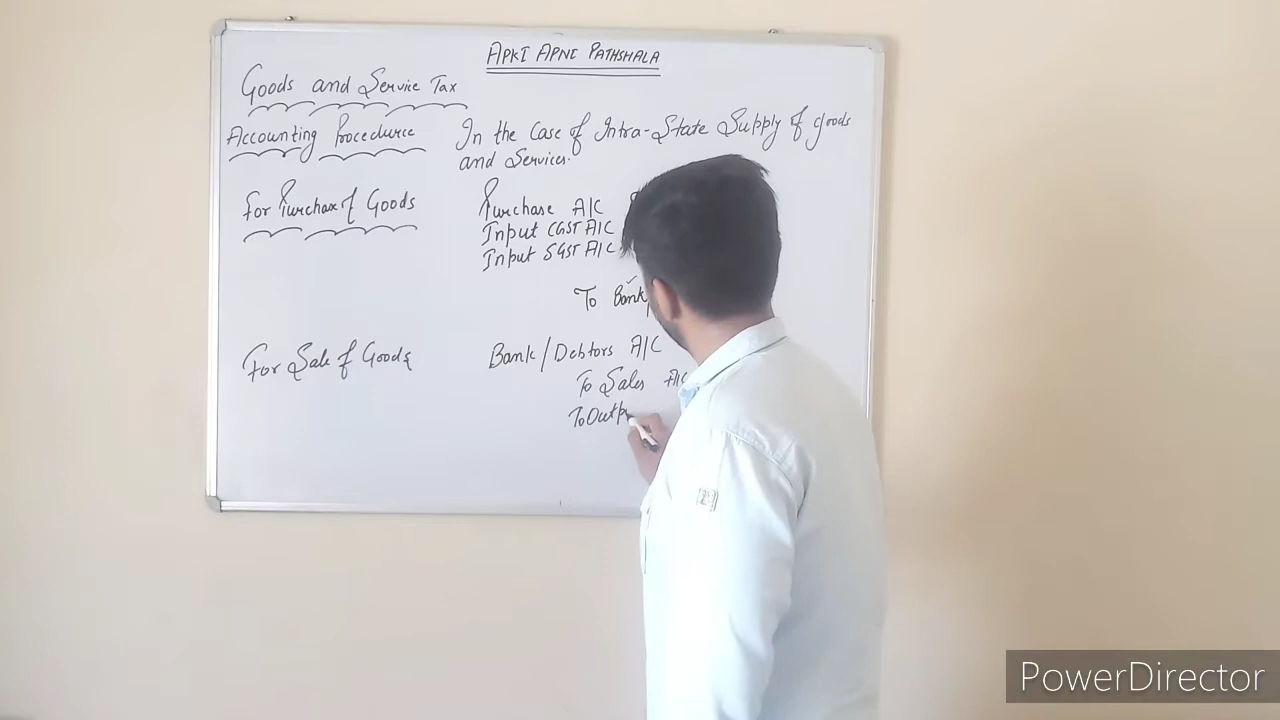 APKI APNI PATHSHALA
Goods and Service Tax
Accounting Procedure
In the Case of Intra-State Supply of goods
and Services.
For Purchase of Goods
Purchase A/C
Input CGST A/C
Input SGST A/C
To Bank
For Sale of Goods
Bank/Debtors A/C
To Sales A/C
To Outp
PowerDirector